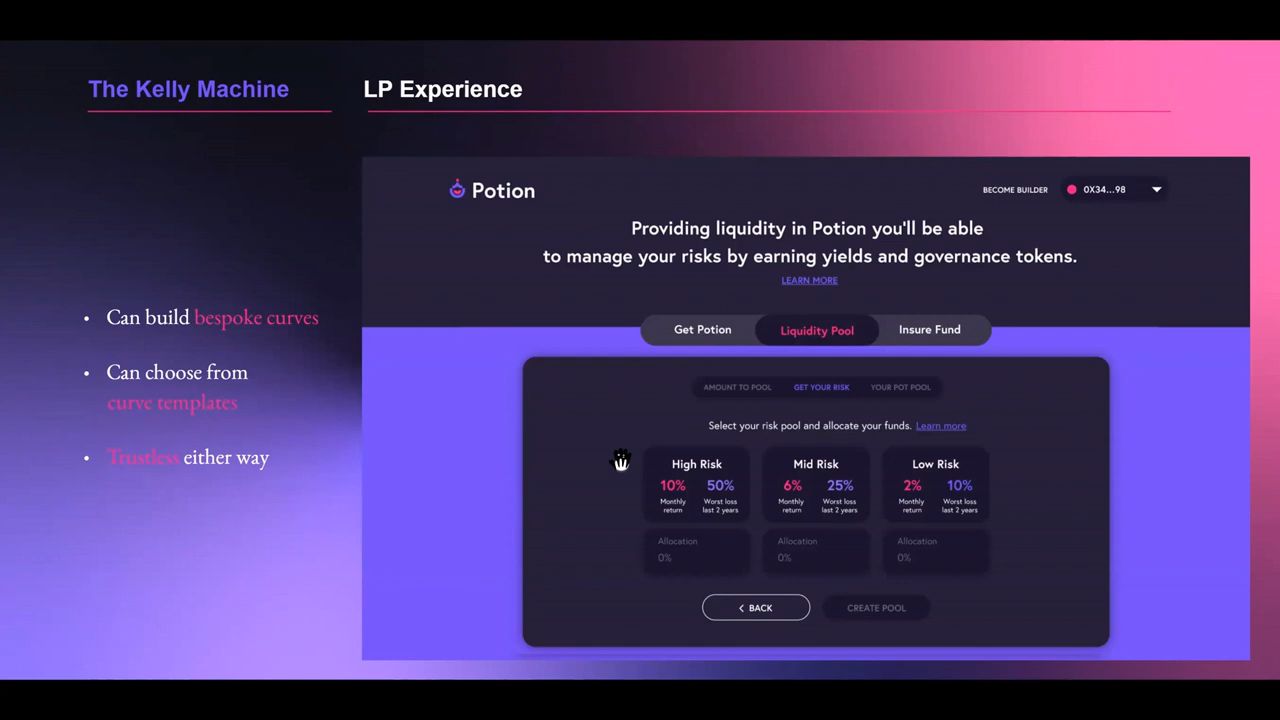 The Kelly Machine
LP Experience
• Can build bespoke curves
• Can choose from
curve templates
• Trustless either way
Potion
BECOME BUILDER
0X34...98
Providing liquidity in Potion you'll be able
to manage your risks by earning yields and governance tokens.
LEARN MORE
Get Potion
Liquidity Pool
Insure Fund
AMOUNT TO POOL
GET YOUR RISK
YOUR POT POOL
Select your risk pool and allocate your funds. Learn more
High Risk
10% 50%
Monthly return
Worst loss last 2 years
Allocation
0%
Mid Risk
6% 25%
Monthly return
Worst loss last 2 years
Allocation
0%
Low Risk
2% 10%
Monthly return
Worst loss last 2 years
Allocation
0%
< BACK
CREATE POOL